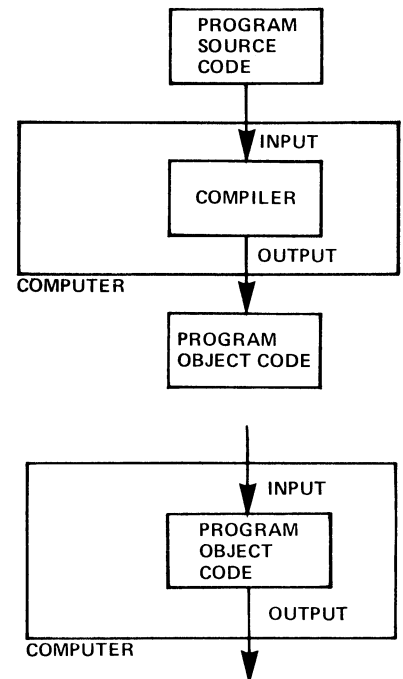 PROGRAM
SOURCE
CODE
INPUT
COMPILER
OUTPUT
COMPUTER
PROGRAM
OBJECT CODE
INPUT
PROGRAM
OBJECT
CODE
OUTPUT
COMPUTER